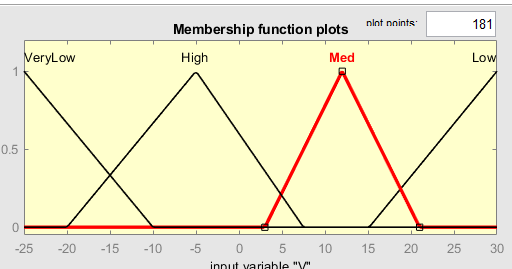 Membership function plots plot points: 181
VeryLow High Med Low
1
0.5
0
-25 -20 -15 -10 -5 0 5 10 15 20 25 30
input variable "V"